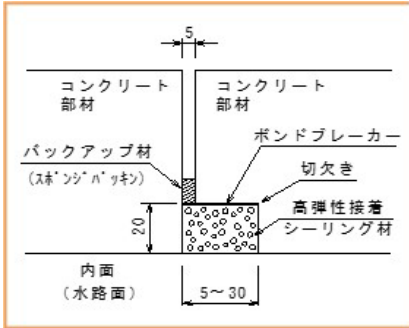 5
コンクリート
部材
コンクリート
部材
ボンドブレーカー
バックアップ材
(スポンジパッキン)
切欠き
高弾性接着
シーリング材
20
内面
(水路面)
5～30